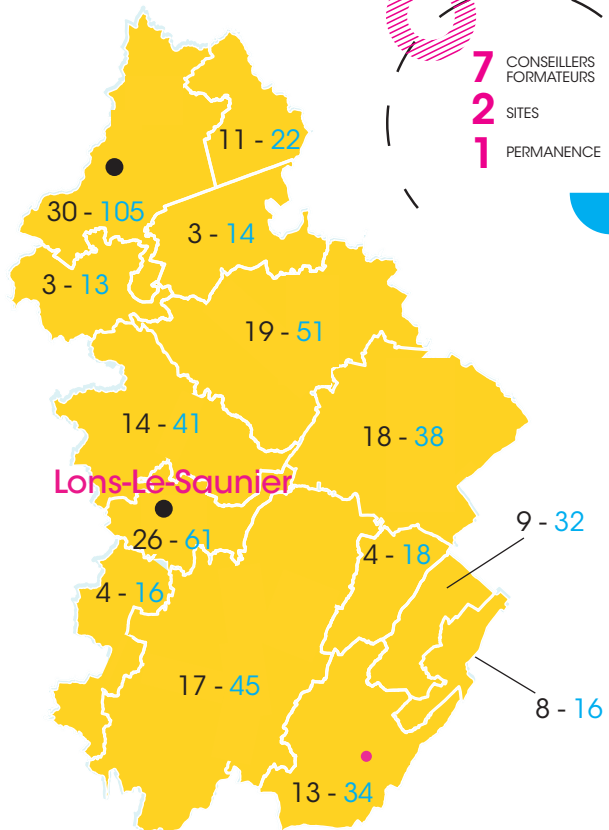 7 CONSEILLERS
FORMATEURS
2 SITES
1 PERMANENCE
11 - 22
30 - 105
3 - 14
3 - 13
19 - 51
14 - 41
18 - 38
Lons-Le-Saunier
9 - 32
26 - 61
4 - 18
4 - 16
17 - 45
8 - 16
13 - 34